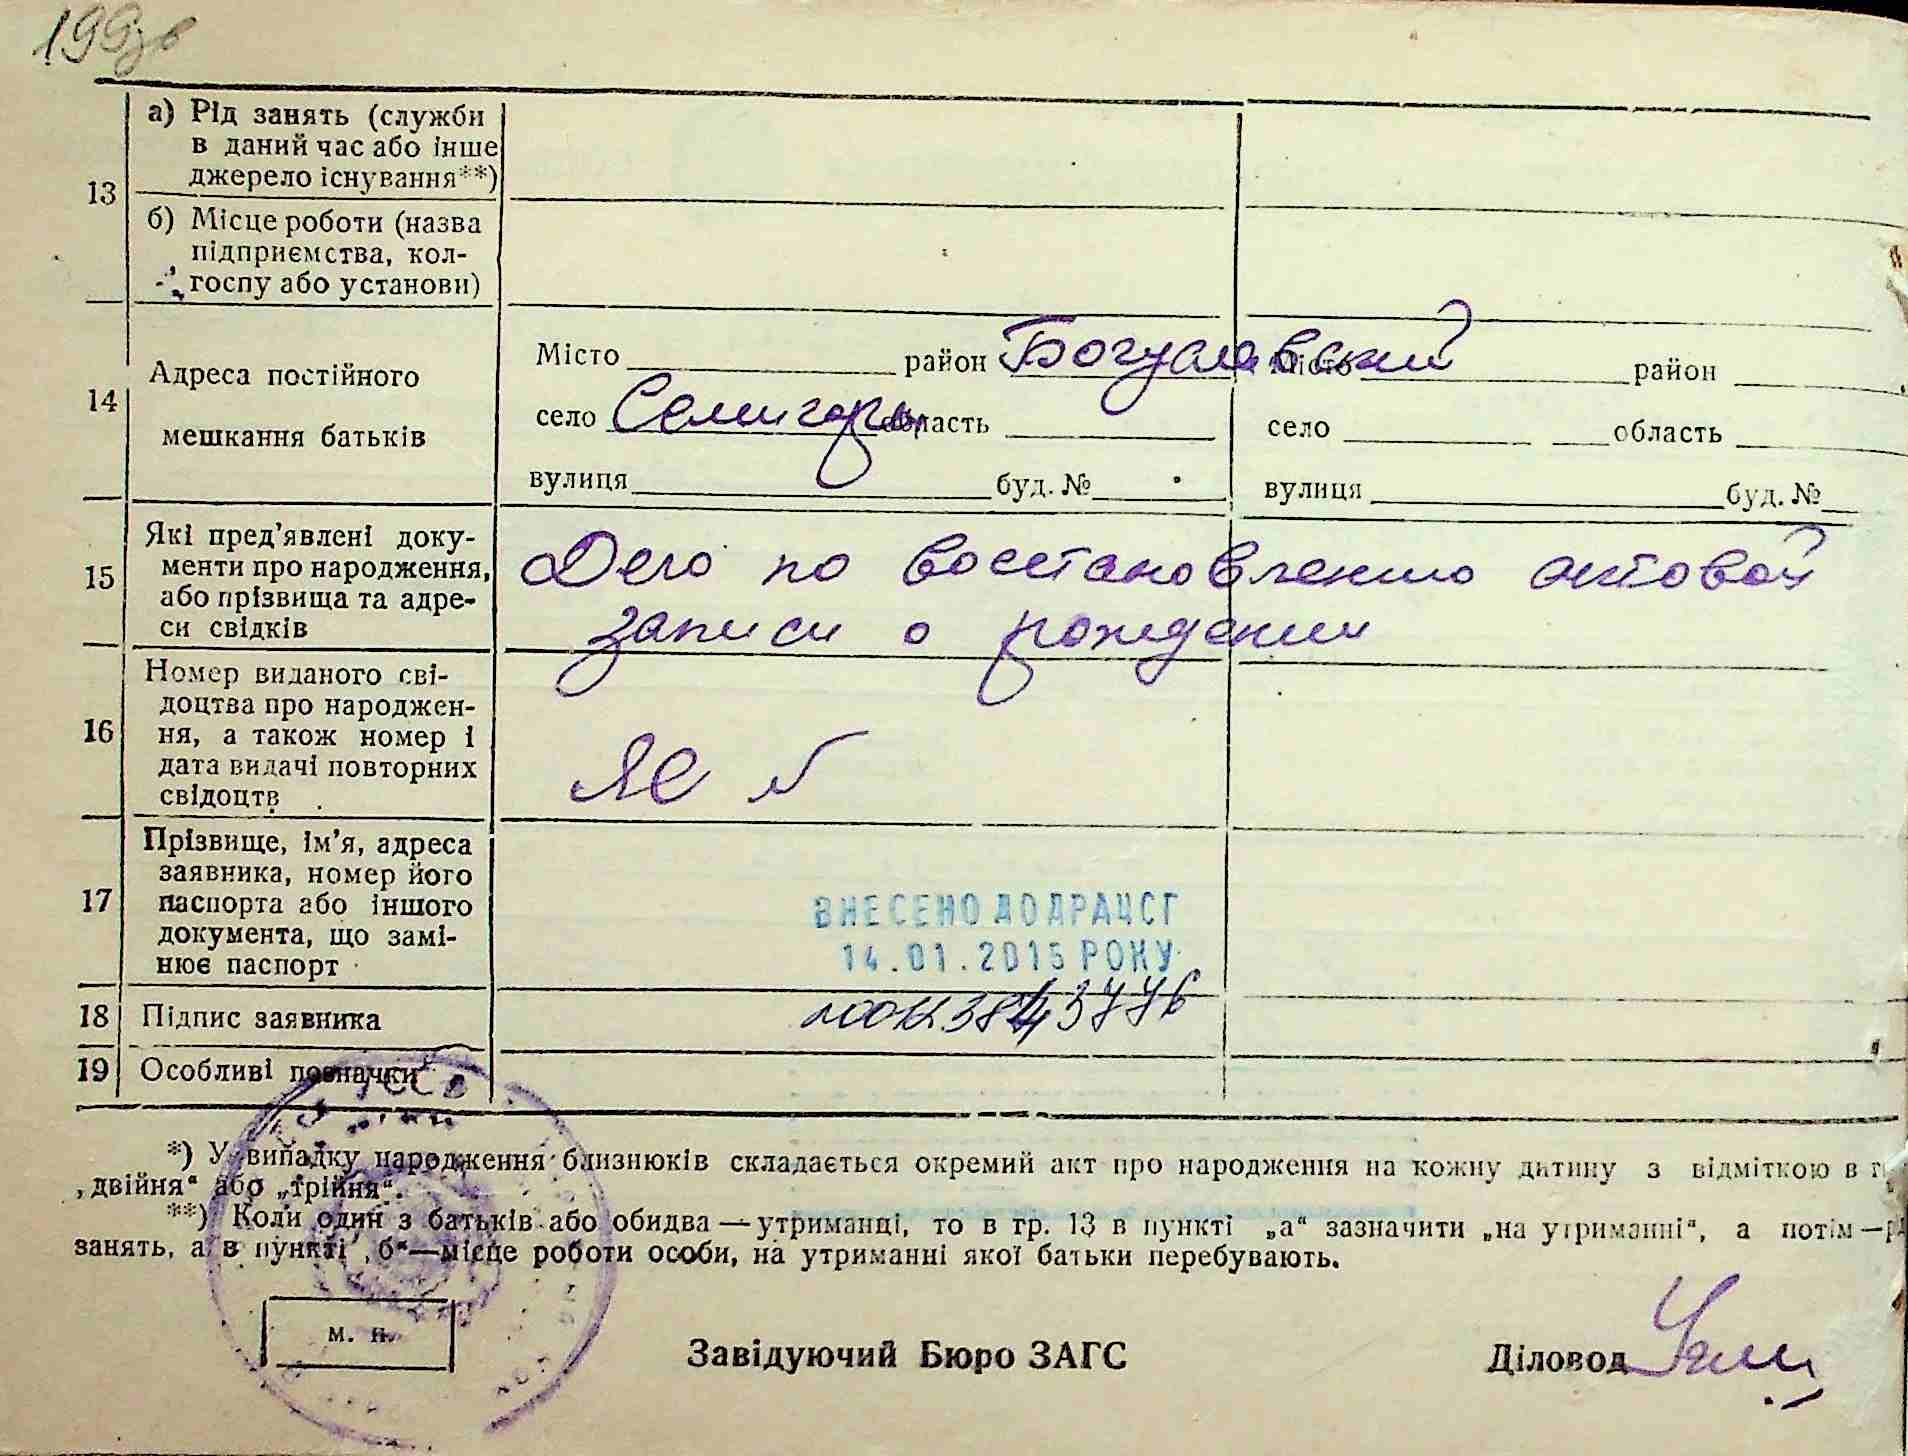 199зв
а) Рід занять (служби
в даний час або інше
джерело існування**)
13
б) Місце роботи (назва
підприємства, кол-
госпу або установи)
14
Адреса постійного
мешкання батьків
Місто район Богуславский Місто район
село Семигоры область село область
вулиця буд. № вулиця буд. №
15
Які пред’явлені доку-
менти про народження,
або прізвища та адре-
си свідків
Дело по восстановлению актовой
записи о рождении
16
Номер виданого сві-
доцтва про народжен-
ня, а також номер і
дата видачі повторних
свідоцтв
ЯЮ №
17
Прізвище, ім’я, адреса
заявника, номер його
паспорта або іншого
документа, що замі-
нює паспорт
ВНЕСЕНО ДО ДРАЦСГ
14.01.2015 РОКУ
18 Підпис заявника
19 Особливі позначки
*) У випадку народження близнюків складається окремий акт про народження на кожну дитину з відміткою в
„двійня“ або „трійня“.
**) Коли один з батьків або обидва — утриманці, то в гр. 13 в пункті „а“ зазначити „на утриманні“, а потім —
занять, а в пункті „б“—місце роботи особи, на утриманні якої батьки перебувають.
М. П.
Завідуючий Бюро ЗАГС Діловод